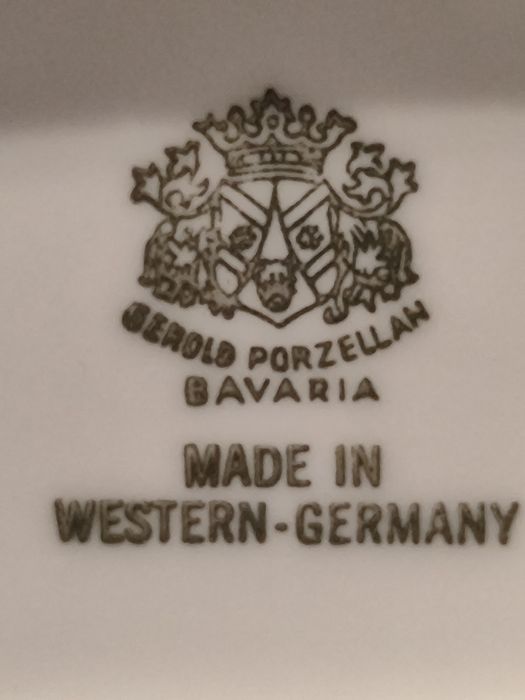 GEROLD PORZELLAN
BAVARIA
MADE IN
WESTERN-GERMANY